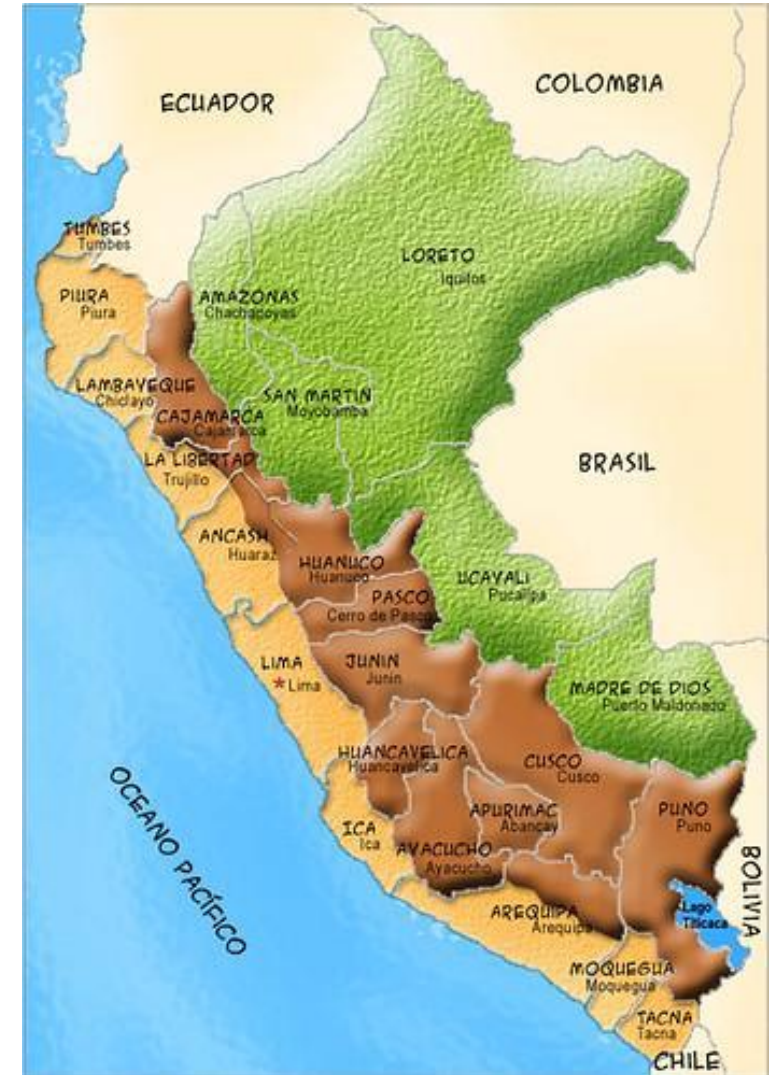 ECUADOR
COLOMBIA
TUMBES
Tumbes
LORETO
Iquitos
PIURA
Piura
AMAZONAS
Chachapoyas
LAMBAYEQUE
Chiclayo
SAN MARTIN
Moyobamba
CAJAMARCA
Cajamarca
LA LIBERTAD
Trujillo
BRASIL
ANCASH
Huaraz
HUANUCO
Huanuco
UCAYALI
Pucallpa
PASCO
Cerro de Pasco
LIMA
*Lima
JUNIN
Junin
MADRE DE DIOS
Puerto Maldonado
HUANCAVELICA
Huancavelica
CUSCO
Cusco
OCEANO PACÍFICO
ICA
Ica
APURIMAC
Abancay
PUNO
Puno
AYACUCHO
Ayacucho
BOLIVIA
AREQUIPA
Arequipa
Lago
Titicaca
MOQUEGUA
Moquegua
TACNA
Tacna
CHILE